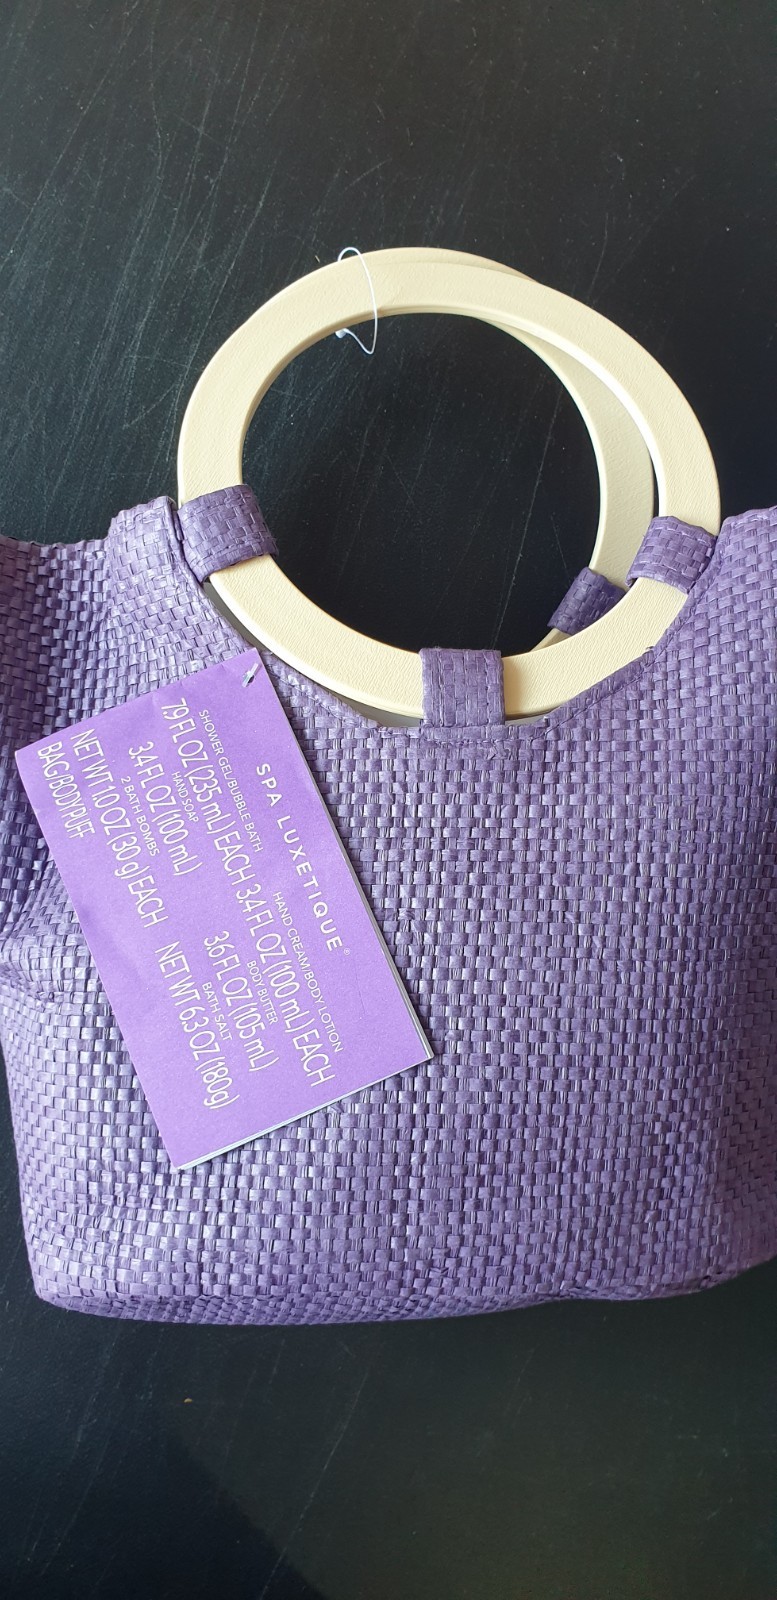 SPA LUXETIQUE®
SHOWER GEL/BUBBLE BATH
7.9 FL OZ (235 mL) EACH
HAND SOAP
3.4 FL OZ (100 mL)
2 BATH BOMBS
NET WT 1.0 OZ (30 g) EACH
BAG/BODY PUFF
HAND CREAM/BODY LOTION
3.4 FL OZ (100 mL) EACH
BODY BUTTER
3.6 FL OZ (105 mL)
BATH SALT
NET WT 6.3 OZ (180g)